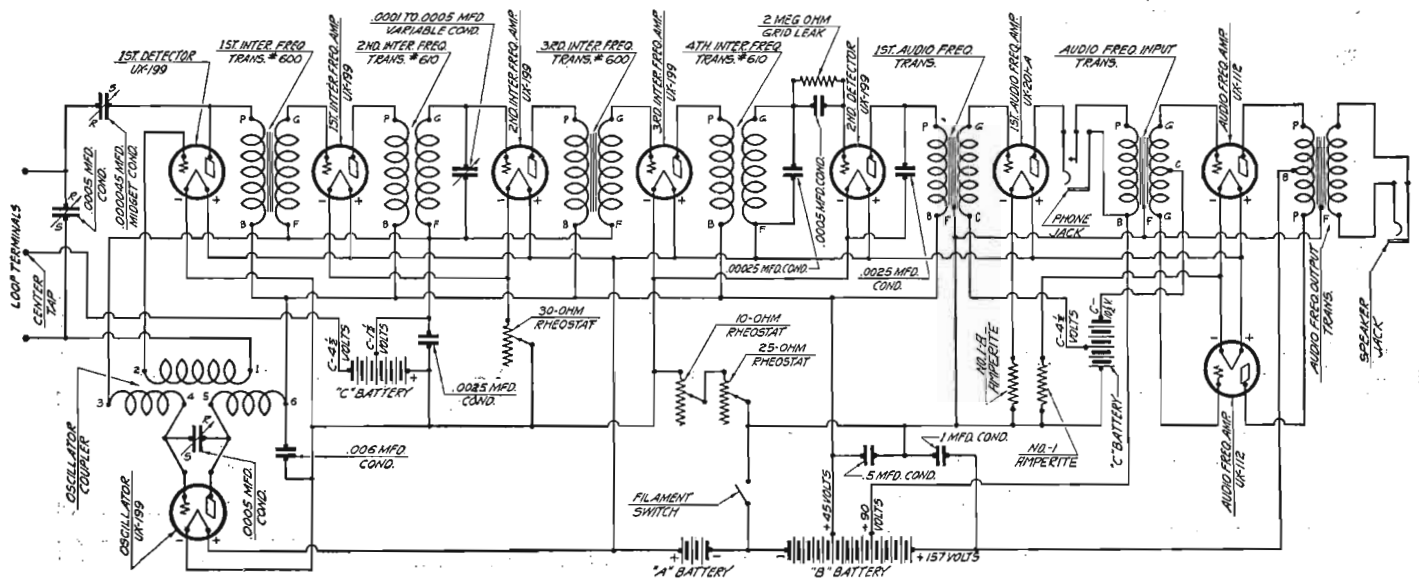 1ST. DETECTOR
UX-199
1ST. INTER FREQ.
TRANS. #600
1ST. INTER FREQ. AMP.
UX-199
2ND. INTER FREQ.
TRANS. #610
.0001 TO .0005 MFD.
VARIABLE COND.
2ND. INTER FREQ. AMP.
UX-199
3RD. INTER FREQ.
TRANS. #600
3RD. INTER FREQ. AMP.
UX-199
4TH. INTER FREQ.
TRANS. #610
2 MEG OHM
GRID LEAK
2ND. DETECTOR
UX-199
1ST. AUDIO FREQ.
TRANS.
1ST. AUDIO FREQ. AMP.
UX-201-A
AUDIO FREQ. INPUT
TRANS.
AUDIO FREQ. AMP.
UX-112
S
R
P
G
P
G
P
G
P
G
P
G
P
G
P
P
C
B
R
S
.0005 MFD.
COND.
.000045 MFD.
MIDGET COND.
-
+
-
+
-
+
-
+
-
+
-
+
-
+
B
F
B
F
B
F
B
F
B
F
C
B
F
G
P
F
PHONE
JACK
.00025 MFD. COND.
.0005 MFD. COND.
.0025 MFD.
COND.
LOOP TERMINALS
CENTER
TAP
C-4½
VOLTS
C-1½
VOLTS
"C" BATTERY
+
.0025 MFD.
COND.
30-OHM
RHEOSTAT
10-OHM
RHEOSTAT
25-OHM
RHEOSTAT
NO. 1-A
AMPERITE
NO.-1
AMPERITE
C-4½
VOLTS
"C" BATTERY
AUDIO FREQ. OUTPUT
TRANS.
SPEAKER
JACK
2
1
3
4
5
6
OSCILLATOR
COUPLER
R
S
.0005 MFD.
COND.
.006 MFD
COND.
OSCILLATOR
UX-199
-
+
FILAMENT
SWITCH
.5 MFD. COND.
1 MFD. COND.
+45 VOLTS
+90
VOLTS
+157 VOLTS
+
-
-
"A" BATTERY
"B" BATTERY
-
+
AUDIO FREQ. AMP.
UX-112